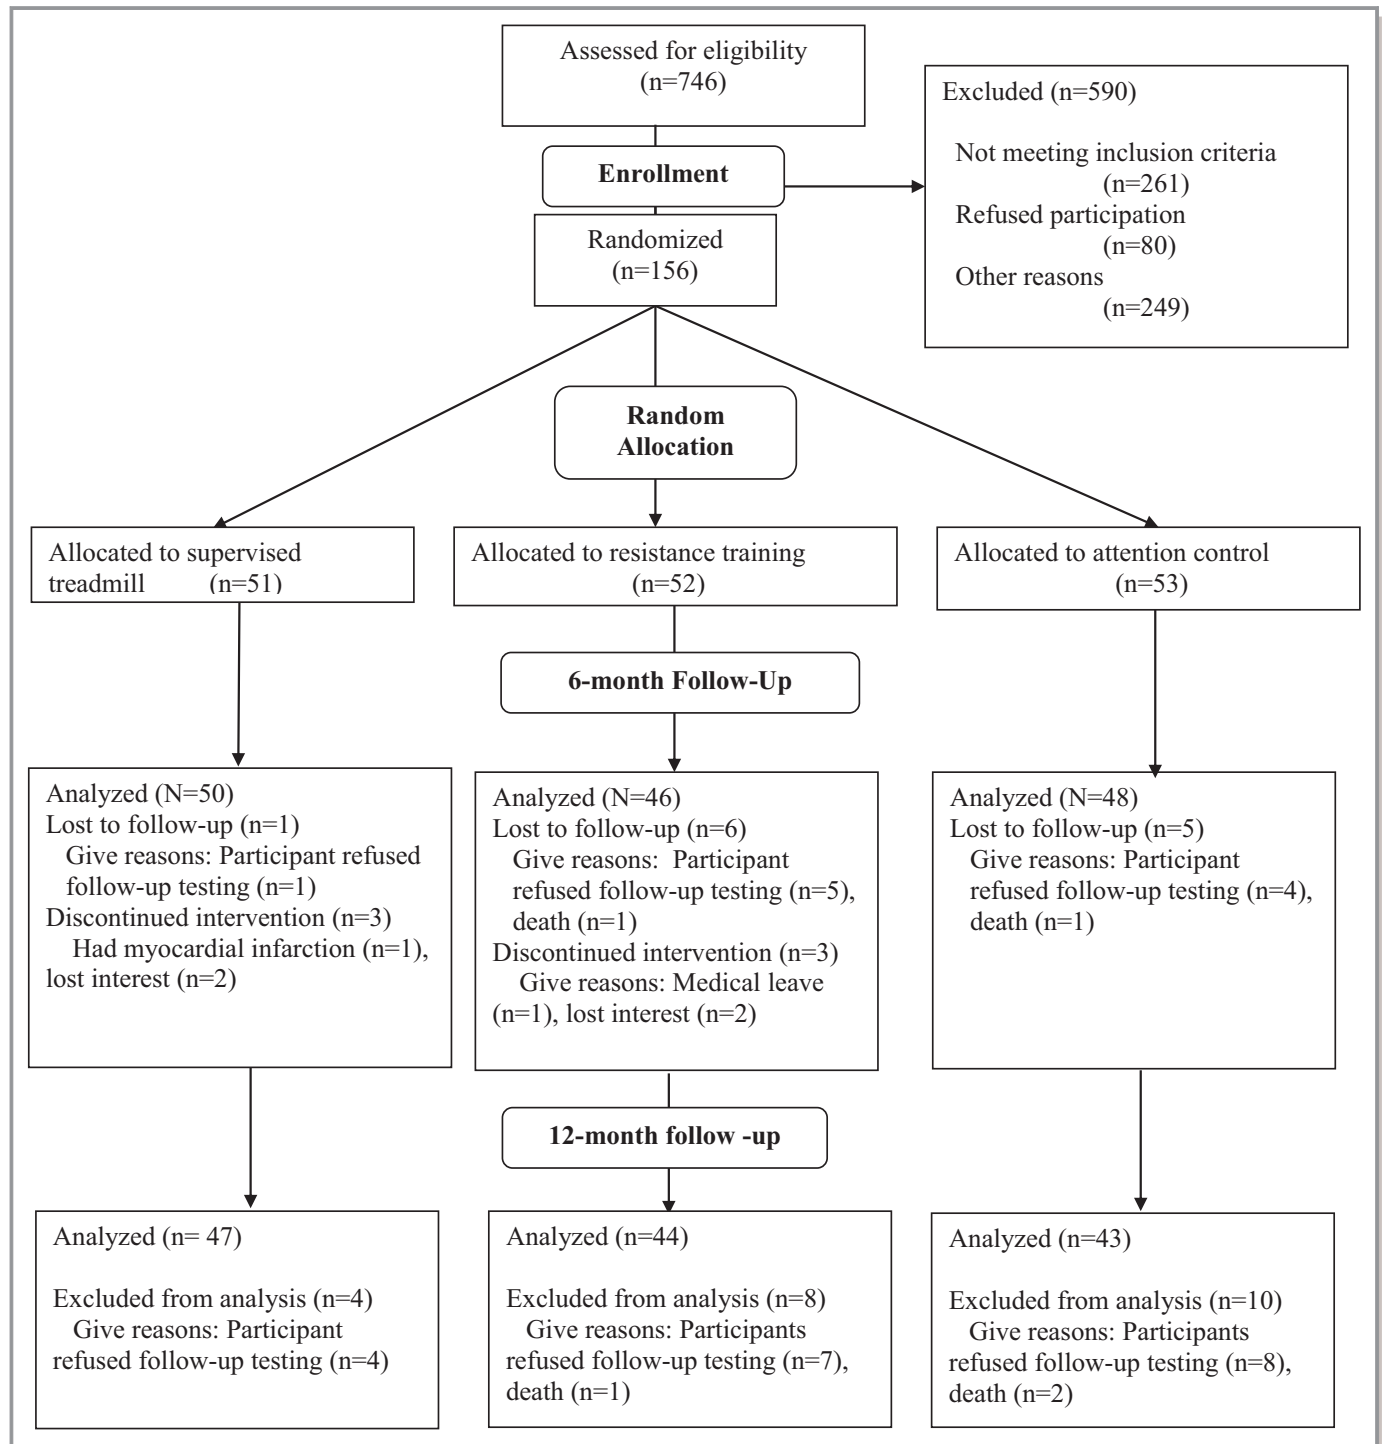 Assessed for eligibility
(n=746)
Excluded (n=590)
Not meeting inclusion criteria
(n=261)
Refused participation
(n=80)
Other reasons
(n=249)
Enrollment
Randomized
(n=156)
Random
Allocation
Allocated to supervised
treadmill (n=51)
Allocated to resistance training
(n=52)
Allocated to attention control
(n=53)
6-month Follow-Up
Analyzed (N=50)
Lost to follow-up (n=1)
Give reasons: Participant refused
follow-up testing (n=1)
Discontinued intervention (n=3)
Had myocardial infarction (n=1),
lost interest (n=2)
Analyzed (N=46)
Lost to follow-up (n=6)
Give reasons: Participant
refused follow-up testing (n=5),
death (n=1)
Discontinued intervention (n=3)
Give reasons: Medical leave
(n=1), lost interest (n=2)
Analyzed (N=48)
Lost to follow-up (n=5)
Give reasons: Participant
refused follow-up testing (n=4),
death (n=1)
12-month follow -up
Analyzed (n= 47)
Excluded from analysis (n=4)
Give reasons: Participant
refused follow-up testing (n=4)
Analyzed (n=44)
Excluded from analysis (n=8)
Give reasons: Participants
refused follow-up testing (n=7),
death (n=1)
Analyzed (n=43)
Excluded from analysis (n=10)
Give reasons: Participants
refused follow-up testing (n=8),
death (n=2)